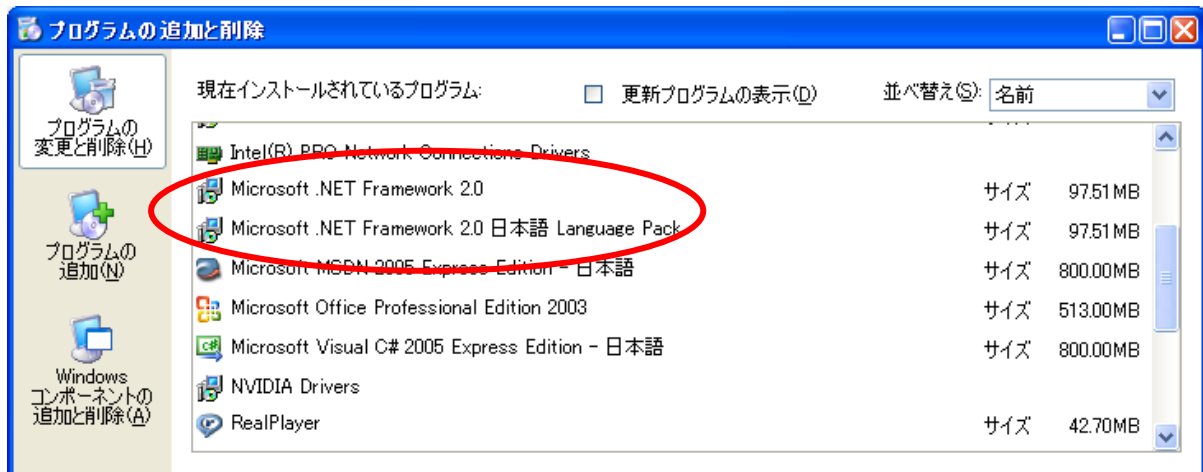 プログラムの追加と削除
プログラムの
変更と削除(H)
プログラムの
追加(N)
Windows
コンポーネントの
追加と削除(A)
現在インストールされているプログラム:
更新プログラムの表示(D)
並べ替え(S): 名前
Intel(R) PRO Network Connections Drivers
Microsoft .NET Framework 2.0 サイズ 97.51MB
Microsoft .NET Framework 2.0 日本語 Language Pack サイズ 97.51MB
Microsoft MSDN 2005 Express Edition - 日本語 サイズ 800.00MB
Microsoft Office Professional Edition 2003 サイズ 513.00MB
Microsoft Visual C# 2005 Express Edition - 日本語 サイズ 800.00MB
NVIDIA Drivers
RealPlayer サイズ 42.70MB